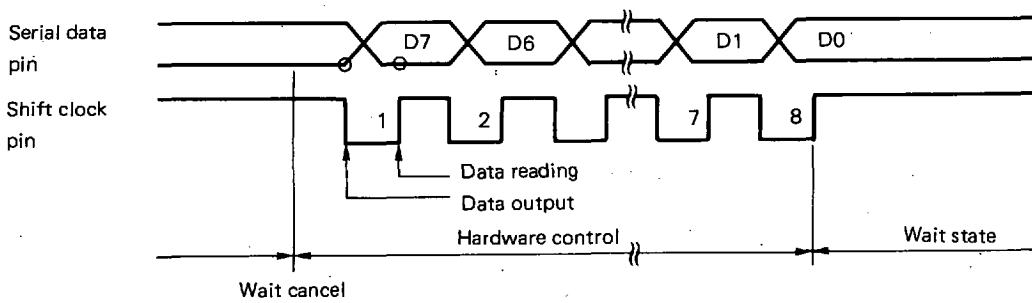 Serial data
pin
D7 D6 D1 D0
Shift clock
pin
1 2 7 8
Data reading
Data output
Hardware control
Wait state
Wait cancel